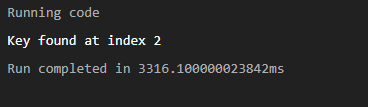 Running code
Key found at index 2
Run completed in 3316.100000023842ms